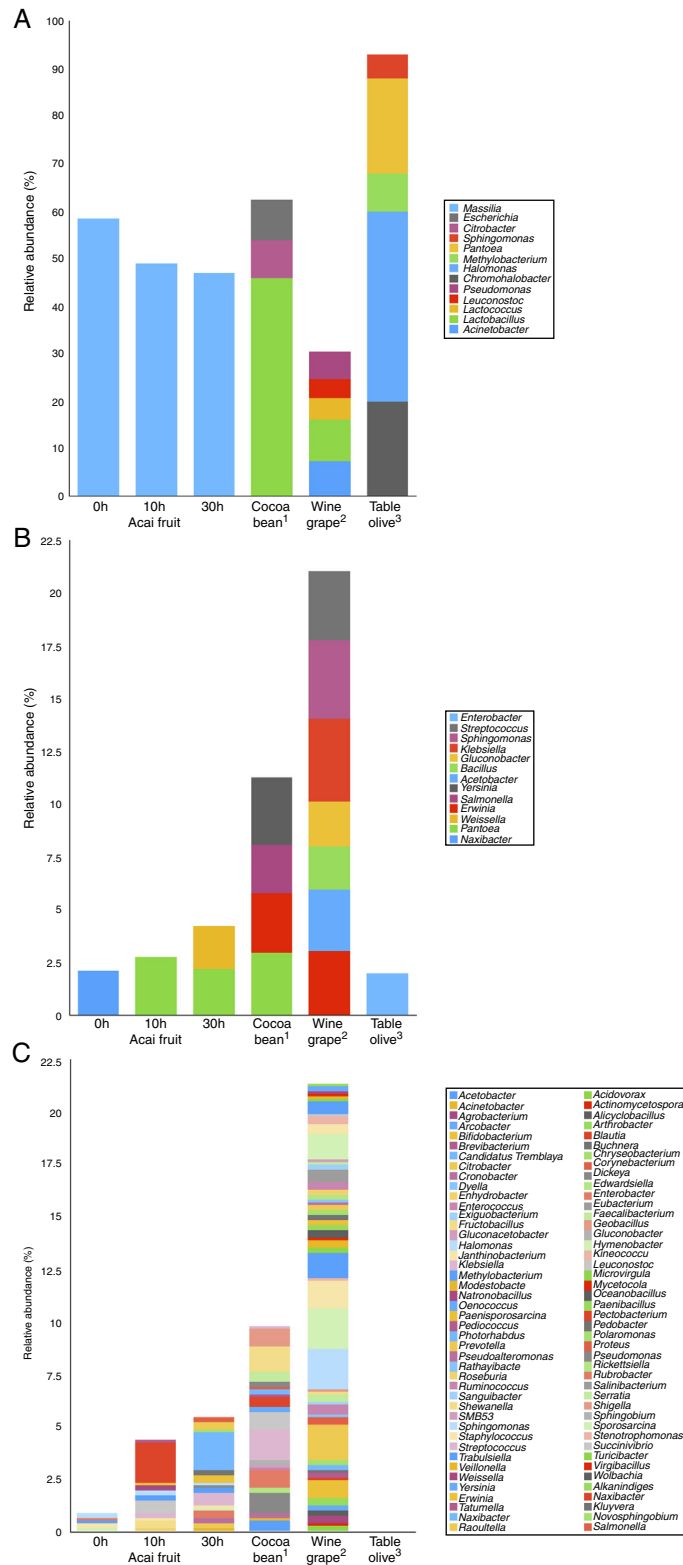 A
100
90
80
70
60
50
40
30
20
10
0
Relative abundance (%)
0h
10h
30h
Cocoa
bean1
Wine
grape2
Table
olive3
Acai fruit
Massilia
Escherichia
Citrobacter
Sphingomonas
Pantoea
Methylobacterium
Halomonas
Chromohalobacter
Pseudomonas
Leuconostoc
Lactococcus
Lactobacillus
Acinetobacter
B
22.5
20
17.5
15
12.5
10
7.5
5
2.5
0
Relative abundance (%)
0h
10h
30h
Cocoa
bean1
Wine
grape2
Table
olive3
Acai fruit
Enterobacter
Streptococcus
Sphingomonas
Klebsiella
Gluconobacter
Bacillus
Acetobacter
Yersinia
Salmonella
Erwinia
Weissella
Pantoea
Naxibacter
C
22.5
20
17.5
15
12.5
10
7.5
5
2.5
0
Relative abundance (%)
0h
10h
30h
Cocoa
bean1
Wine
grape2
Table
olive3
Acai fruit
Acetobacter
Acinetobacter
Agrobacterium
Arcobacter
Bifidobacterium
Brevibacterium
Candidatus Tremblaya
Citrobacter
Cronobacter
Dyella
Enhydrobacter
Enterococcus
Exiguobacterium
Fructobacillus
Gluconacetobacter
Halomonas
Janthinobacterium
Klebsiella
Methylobacterium
Modestobacte
Natronobacillus
Oenococcus
Paenisporosarcina
Pediococcus
Photorhabdus
Prevotella
Pseudoalteromonas
Rathayibacte
Roseburia
Ruminococcus
Sanguibacter
Shewanella
SMB53
Sphingomonas
Staphylococcus
Streptococcus
Trabulsiella
Veillonella
Weissella
Yersinia
Erwinia
Tatumella
Naxibacter
Raoultella
Acidovorax
Actinomycetospora
Alicyclobacillus
Arthrobacter
Blautia
Buchnera
Chryseobacterium
Corynebacterium
Dickeya
Edwardsiella
Enterobacter
Eubacterium
Faecalibacterium
Geobacillus
Gluconobacter
Hymenobacter
Kineococcu
Leuconostoc
Microvirgula
Mycetocola
Oceanobacillus
Paenibacillus
Pectobacterium
Pedobacter
Polaromonas
Proteus
Pseudomonas
Rickettsiella
Rubrobacter
Salinibacterium
Serratia
Shigella
Sphingobium
Sporosarcina
Stenotrophomonas
Succinivibrio
Turicibacter
Virgibacillus
Wolbachia
Alkanindiges
Naxibacter
Kluyvera
Novosphingobium
Salmonella